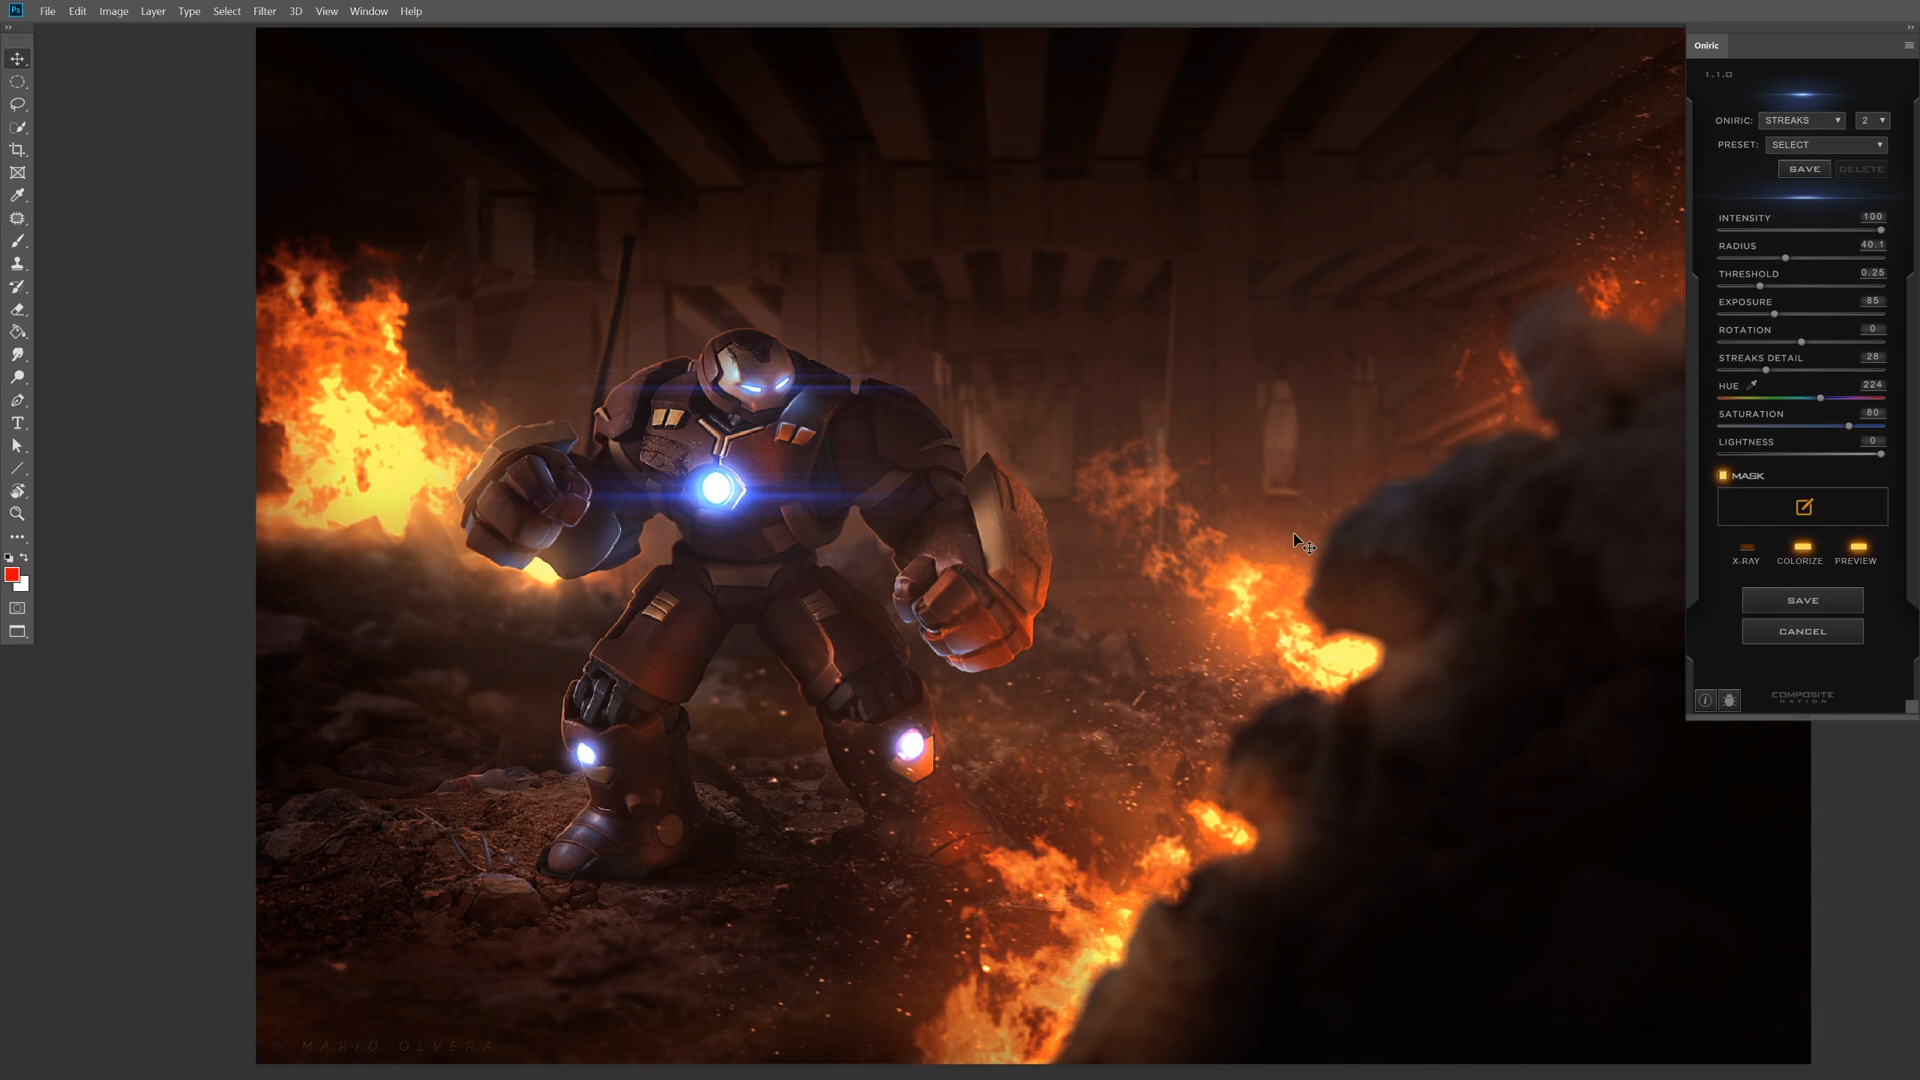 Ps File Edit Image Layer Type Select Filter 3D View Window Help
Oniric
1.1.0
ONIRIC: STREAKS 2
PRESET: SELECT
SAVE DELETE
INTENSITY 100
RADIUS 40.1
THRESHOLD 0.25
EXPOSURE 85
ROTATION 0
STREAKS DETAIL 28
HUE 224
SATURATION 80
LIGHTNESS 0
MASK
X-RAY COLORIZE PREVIEW
SAVE
CANCEL
COMPOSITE
NATION
© MARIO OLVERA